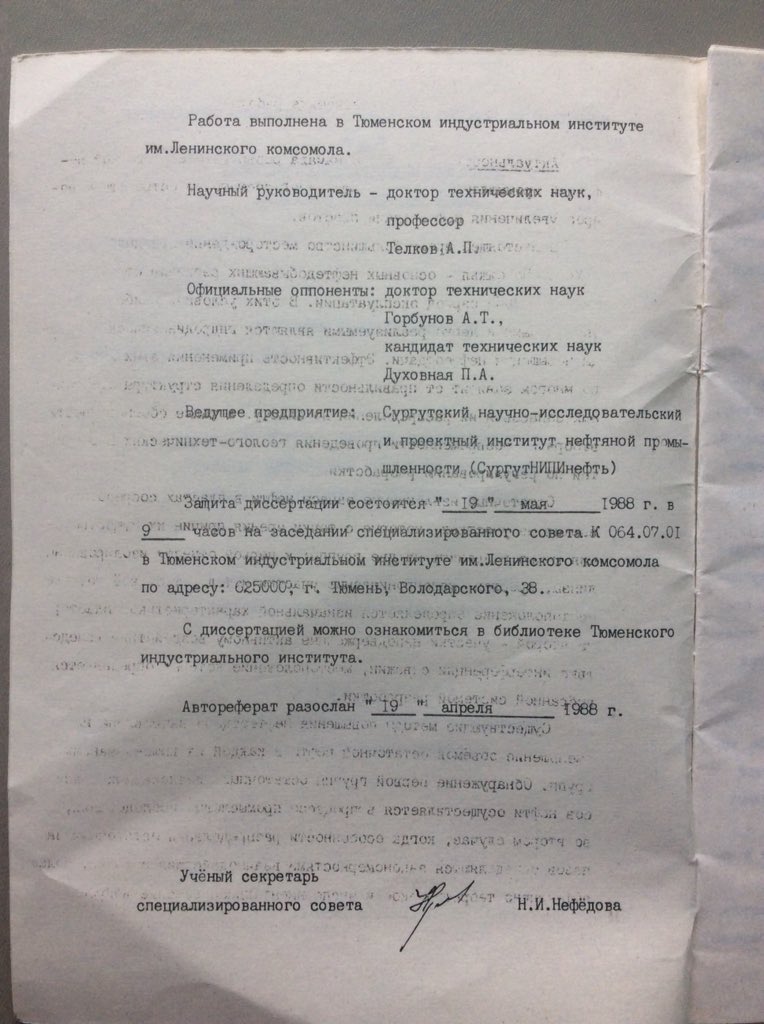 Работа выполнена в Тюменском индустриальном институте
им.Ленинского комсомола.
Научный руководитель – доктор технических наук,
профессор
Телков А.П.
Официальные оппоненты: доктор технических наук
Горбунов А.Т.,
кандидат технических наук
Духовная П.А.
Ведущее предприятие: Сургутский научно-исследовательский
и проектный институт нефтяной промы-
шленности (СургутНИПИнефть)
Защита диссертации состоится "19" мая 1988 г. в
9 часов на заседании специализированного совета К 064.07.01
в Тюменском индустриальном институте им.Ленинского комсомола
по адресу: 625000, г. Тюмень, Володарского, 38.
С диссертацией можно ознакомиться в библиотеке Тюменского
индустриального института.
Автореферат разослан "19" апреля 1988 г.
Учёный секретарь
специализированного совета Н.И.Нефёдова